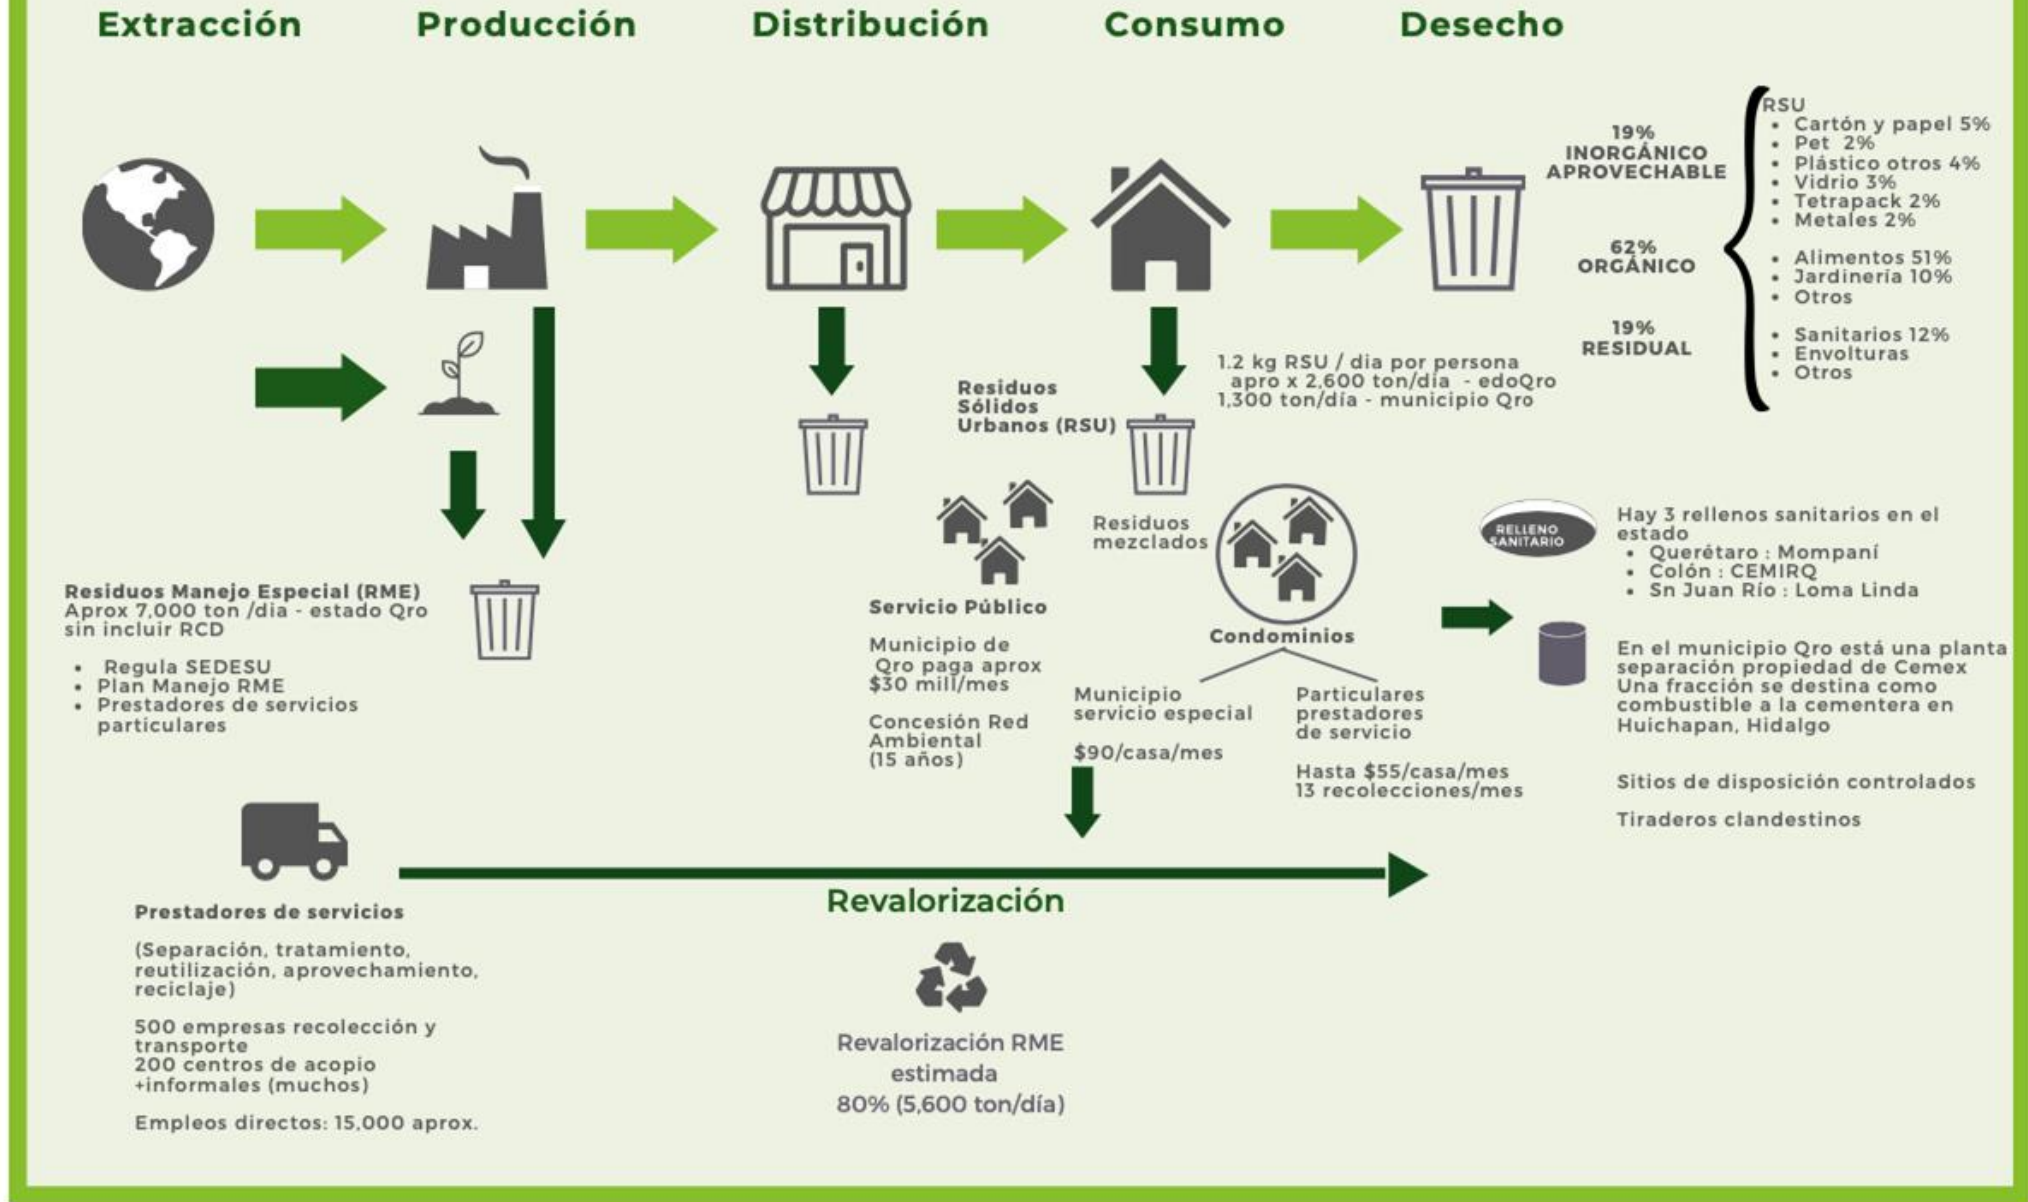 Extracción
Producción
Distribución
Consumo
Desecho
19%
INORGÁNICO
APROVECHABLE
62%
ORGÁNICO
19%
RESIDUAL
RSU
• Cartón y papel 5%
• Pet 2%
• Plástico otros 4%
• Vidrio 3%
• Tetrapack 2%
• Metales 2%
• Alimentos 51%
• Jardinería 10%
• Otros
• Sanitarios 12%
• Envolturas
• Otros
1.2 kg RSU / dia por persona
apro x 2,600 ton/día - edoQro
1,300 ton/día - municipio Qro
Residuos
Sólidos
Urbanos (RSU)
Residuos
mezclados
Residuos Manejo Especial (RME)
Aprox 7,000 ton /dia - estado Qro
sin incluir RCD
• Regula SEDESU
• Plan Manejo RME
• Prestadores de servicios
particulares
Servicio Público
Municipio de
Qro paga aprox
$30 mill/mes
Concesión Red
Ambiental
(15 años)
Condominios
Municipio
servicio especial
$90/casa/mes
Particulares
prestadores
de servicio
Hasta $55/casa/mes
13 recolecciones/mes
RELLENO
SANITARIO
Hay 3 rellenos sanitarios en el
estado
• Querétaro : Mompaní
• Colón : CEMIRQ
• Sn Juan Río : Loma Linda
En el municipio Qro está una planta
separación propiedad de Cemex
Una fracción se destina como
combustible a la cementera en
Huichapan, Hidalgo
Sitios de disposición controlados
Tiraderos clandestinos
Prestadores de servicios
(Separación, tratamiento,
reutilización, aprovechamiento,
reciclaje)
500 empresas recolección y
transporte
200 centros de acopio
+informales (muchos)
Empleos directos: 15,000 aprox.
Revalorización
Revalorización RME
estimada
80% (5,600 ton/día)